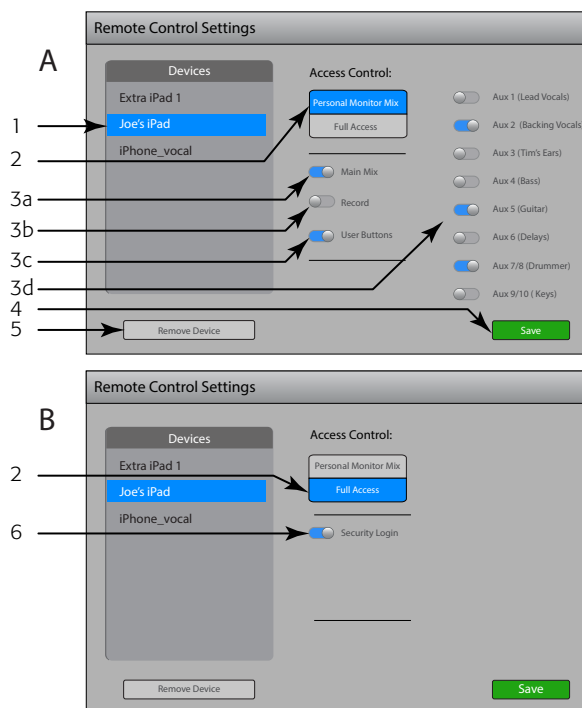 A
Remote Control Settings
Devices
Extra iPad 1
Joe's iPad
iPhone_vocal
Access Control:
Personal Monitor Mix
Full Access
Main Mix
Record
User Buttons
Aux 1 (Lead Vocals)
Aux 2 (Backing Vocals)
Aux 3 (Tim's Ears)
Aux 4 (Bass)
Aux 5 (Guitar)
Aux 6 (Delays)
Aux 7/8 (Drummer)
Aux 9/10 ( Keys)
Remove Device
Save
1
2
3a
3b
3c
3d
4
5
B
Remote Control Settings
Devices
Extra iPad 1
Joe's iPad
iPhone_vocal
Access Control:
Personal Monitor Mix
Full Access
Security Login
Remove Device
Save
2
6